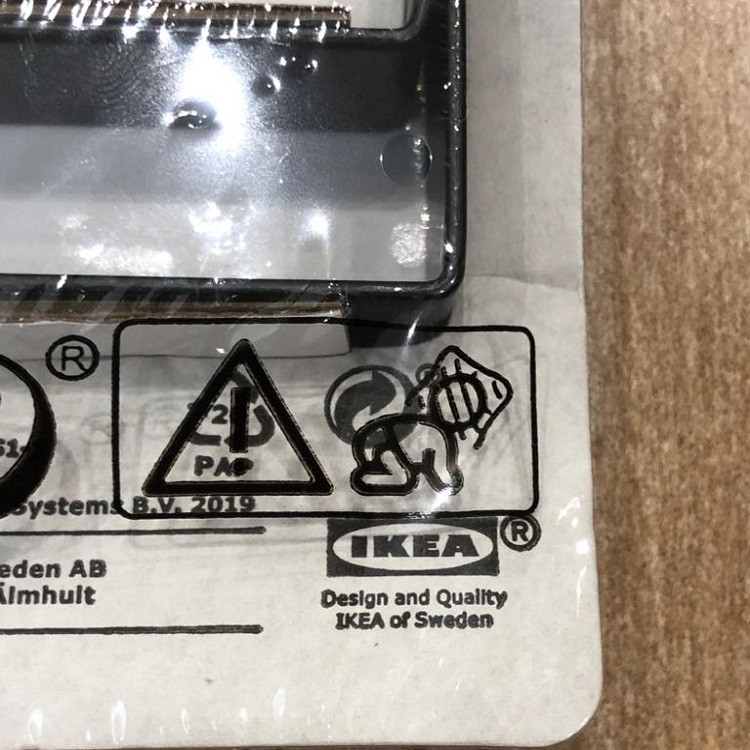 ®
PAP
Systems B.V. 2019
eden AB
Älmhult
IKEA®
Design and Quality
IKEA of Sweden